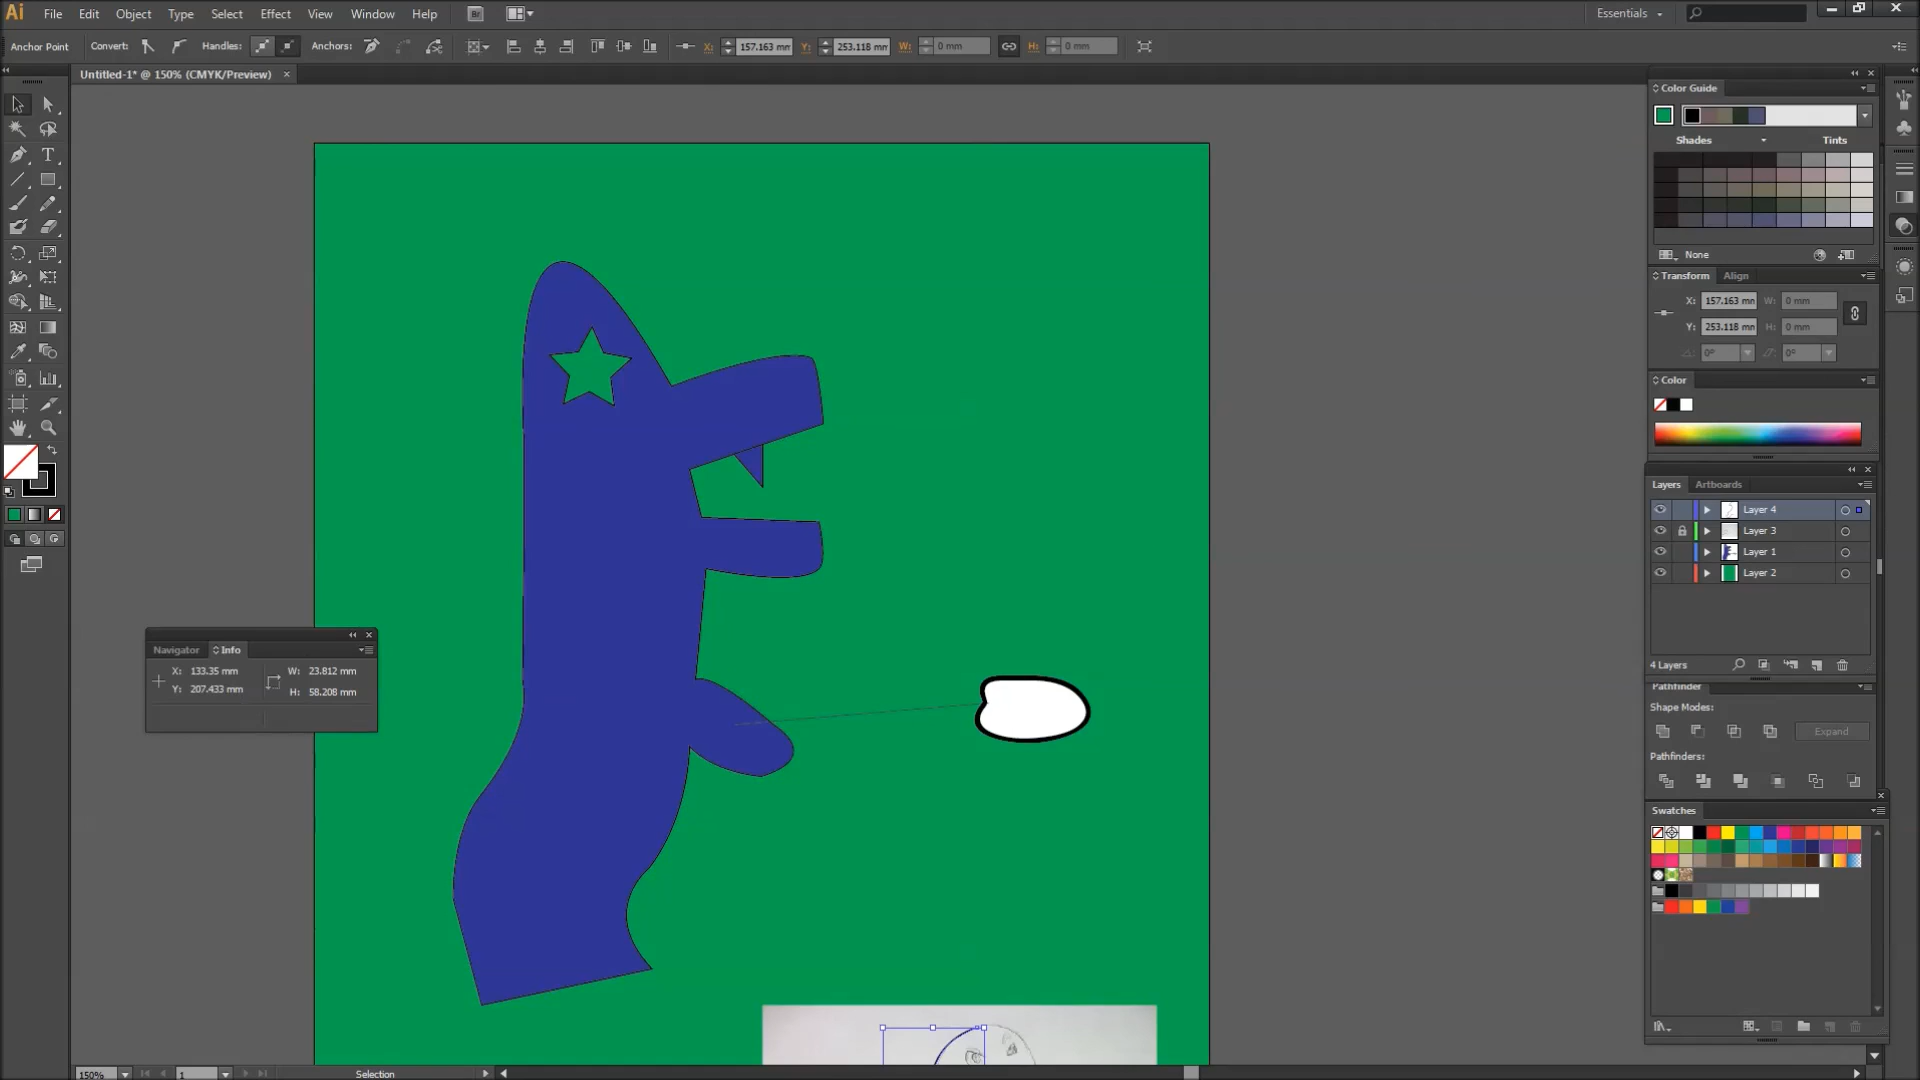 Ai File Edit Object Type Select Effect View Window Help Br Essentials
Anchor Point Convert: Handles: Anchors: X: 157.163 mm Y: 253.118 mm W: 0 mm H: 0 mm
Untitled-1* @ 150% (CMYK/Preview)
Color Guide
Shades Tints
None
Transform Align
X: 157.163 mm W: 0 mm
Y: 253.118 mm H: 0 mm
0° 0°
Color
Layers Artboards
Layer 4
Layer 3
Layer 1
Layer 2
4 Layers
Pathfinder
Shape Modes:
Expand
Pathfinders:
Swatches
Navigator Info
X: 133.35 mm W: 23.812 mm
Y: 207.433 mm H: 58.208 mm
150% 1 Selection